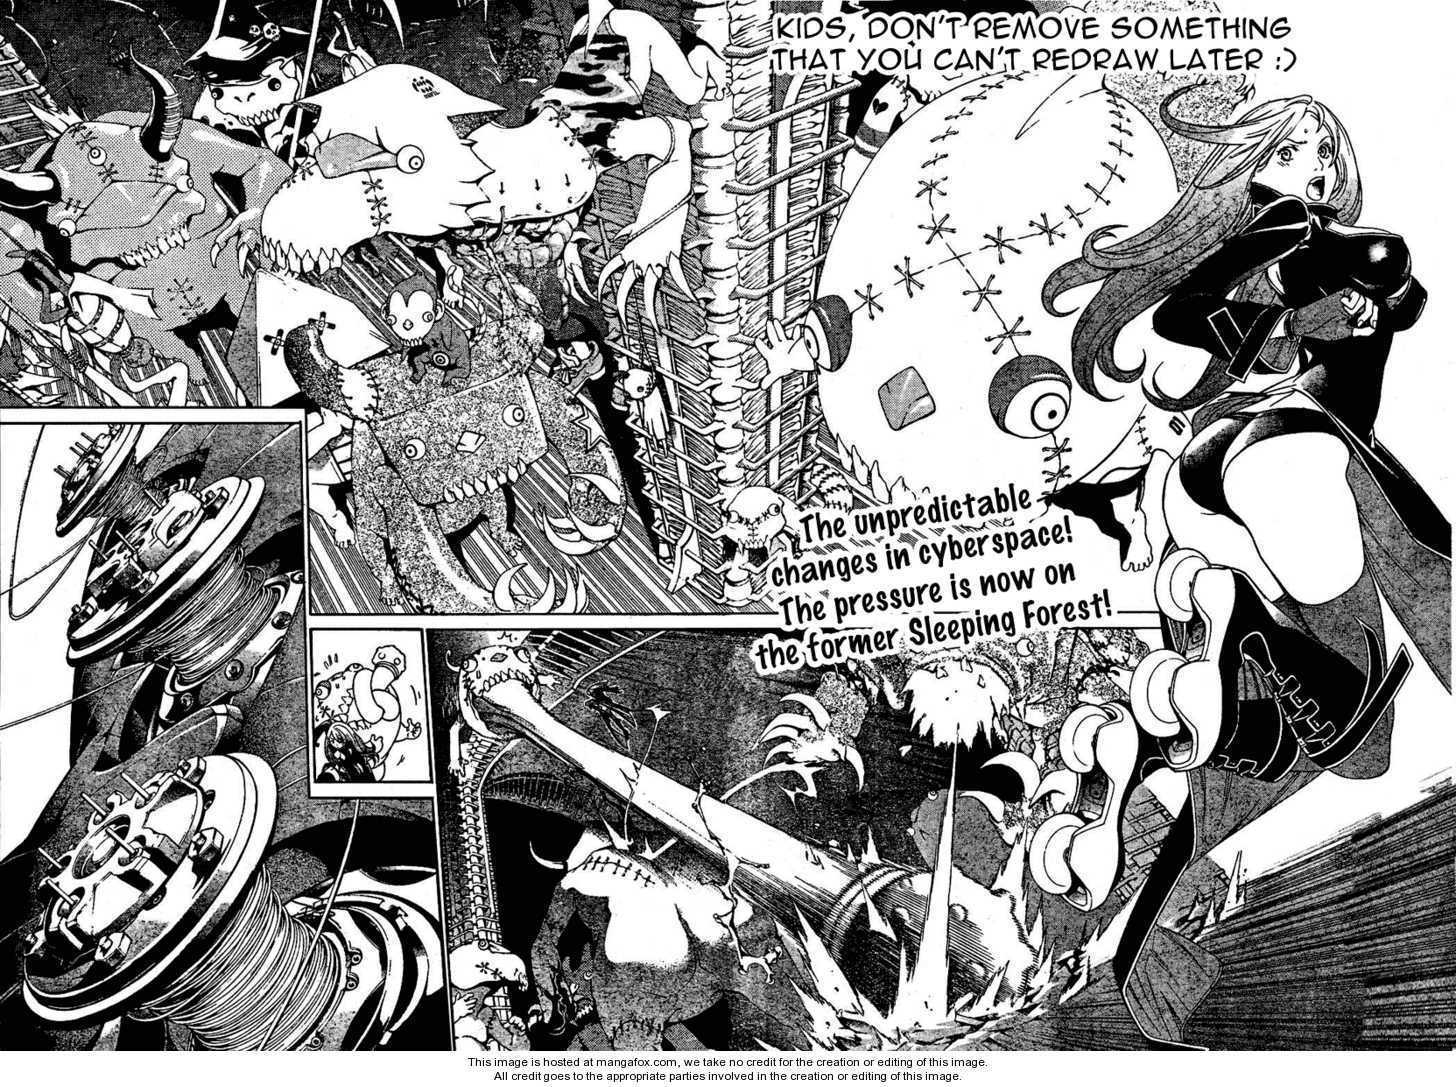 KIDS, DON'T REMOVE SOMETHING
THAT YOU CAN'T REDRAW LATER :)
The unpredictable
changes in cyberspace!
The pressure is now on
the former Sleeping Forest!
This image is hosted at mangafox.com, we take no credit for the creation or editing of this image.
All credit goes to the appropriate parties involved in the creation or editing of this image.